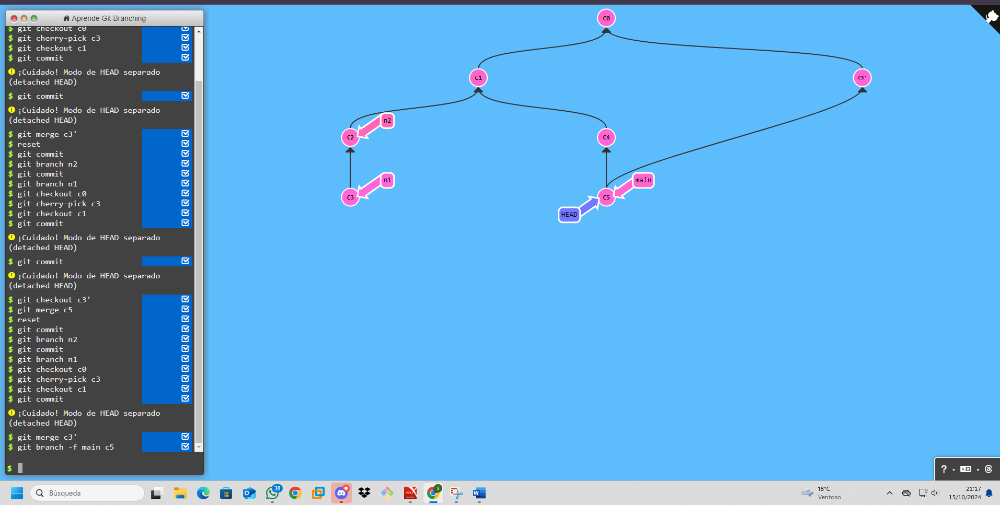 Aprende Git Branching
$ git checkout c0
$ git cherry-pick c3
$ git checkout c1
$ git commit
¡Cuidado! Modo de HEAD separado
(detached HEAD)
$ git commit
¡Cuidado! Modo de HEAD separado
(detached HEAD)
$ git merge c3'
$ reset
$ git commit
$ git branch n2
$ git commit
$ git branch n1
$ git checkout c0
$ git cherry-pick c3
$ git checkout c1
$ git commit
¡Cuidado! Modo de HEAD separado
(detached HEAD)
$ git commit
¡Cuidado! Modo de HEAD separado
(detached HEAD)
$ git checkout c3'
$ git merge c5
$ reset
$ git commit
$ git branch n2
$ git commit
$ git branch n1
$ git checkout c0
$ git cherry-pick c3
$ git checkout c1
$ git commit
¡Cuidado! Modo de HEAD separado
(detached HEAD)
$ git merge c3'
$ git branch -f main c5
$
C0
C1
C3'
n2
C2
C4
n1
main
C3
C5
HEAD
?
Búsqueda
38
S
18°C
Ventoso
21:17
15/10/2024